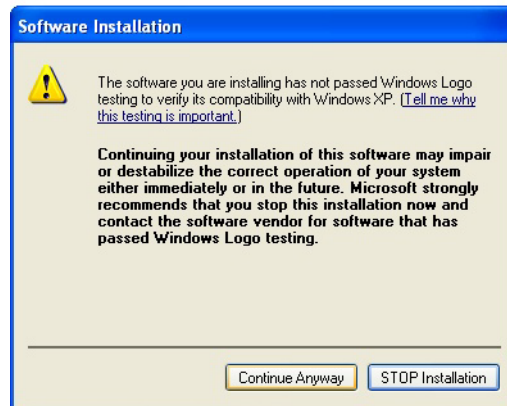 Software Installation
The software you are installing has not passed Windows Logo
testing to verify its compatibility with Windows XP. (Tell me why
this testing is important.)
Continuing your installation of this software may impair
or destabilize the correct operation of your system
either immediately or in the future. Microsoft strongly
recommends that you stop this installation now and
contact the software vendor for software that has
passed Windows Logo testing.
Continue Anyway
STOP Installation